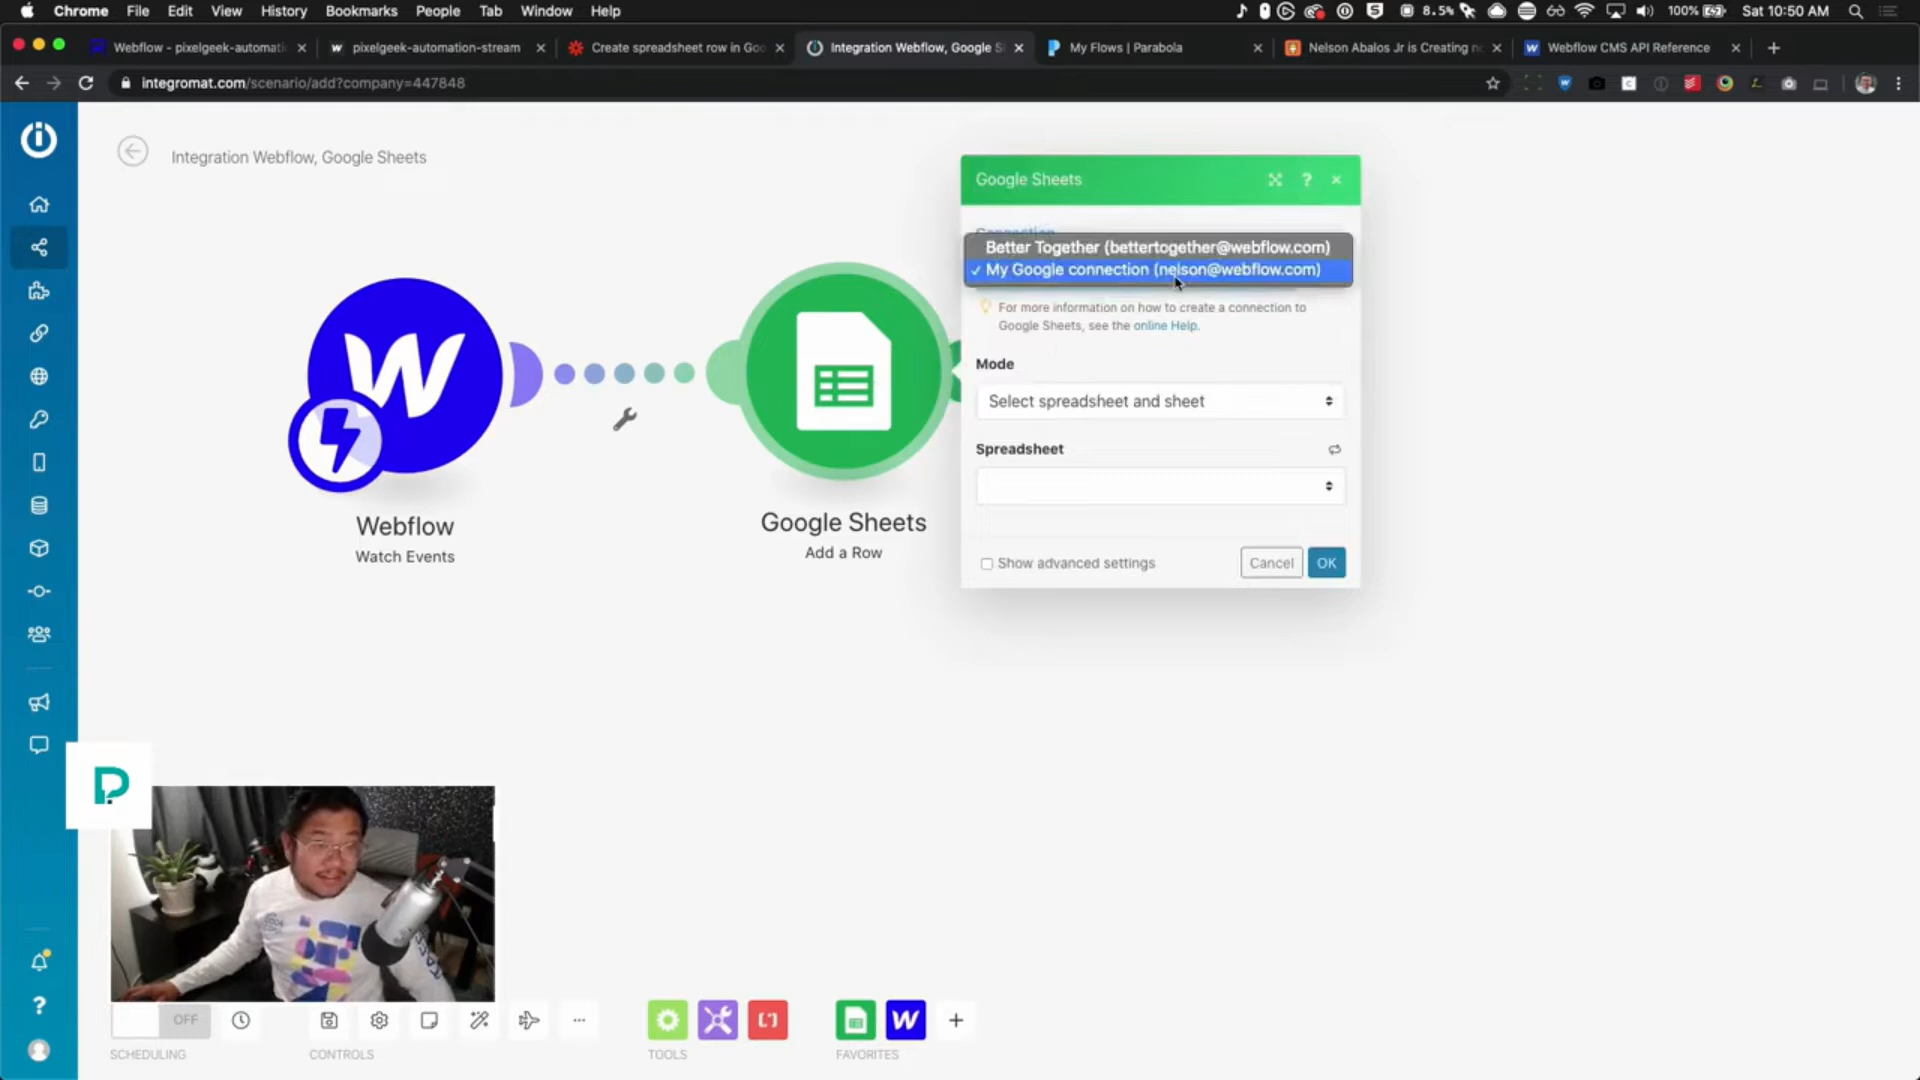 Chrome File Edit View History Bookmarks People Tab Window Help
8.5% 100% Sat 10:50 AM
Webflow - pixelgeek-automati
pixelgeek-automation-stream
Create spreadsheet row in Goo
Integration Webflow, Google S
My Flows | Parabola
Nelson Abalos Jr is Creating n
Webflow CMS API Reference
integromat.com/scenario/add?company=447848
Integration Webflow, Google Sheets
Google Sheets
Connection
Better Together (bettertogether@webflow.com)
My Google connection (nelson@webflow.com)
For more information on how to create a connection to
Google Sheets, see the online Help.
Mode
Select spreadsheet and sheet
Spreadsheet
Show advanced settings
Cancel
OK
Webflow
Watch Events
Google Sheets
Add a Row
OFF
SCHEDULING
CONTROLS
TOOLS
FAVORITES